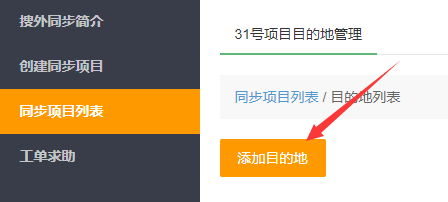 搜外同步简介
创建同步项目
同步项目列表
工单求助
31号项目目的地管理
同步项目列表 / 目的地列表
添加目的地